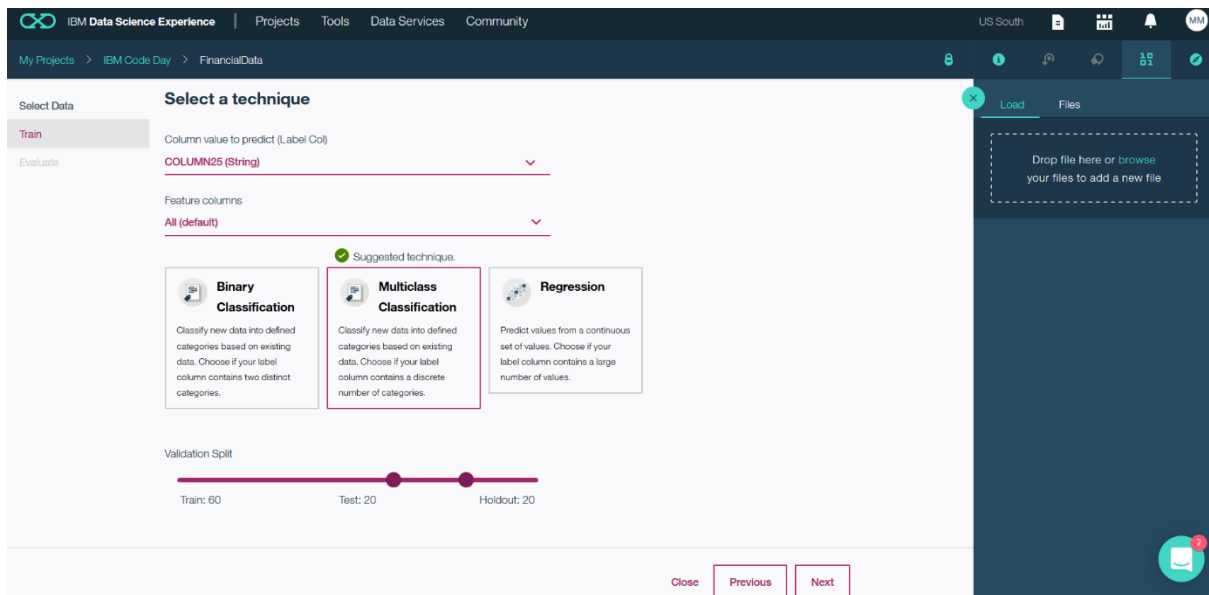 IBM Data Science Experience | Projects Tools Data Services Community US South MM
My Projects > IBM Code Day > FinancialData
Select Data
Train
Evaluate
Select a technique
Column value to predict (Label Col)
COLUMN25 (String)
Feature columns
All (default)
Suggested technique.
Binary
Classification
Classify new data into defined
categories based on existing
data. Choose if your label
column contains two distinct
categories.
Multiclass
Classification
Classify new data into defined
categories based on existing
data. Choose if your label
column contains a discrete
number of categories.
Regression
Predict values from a continuous
set of values. Choose if your
label column contains a large
number of values.
Validation Split
Train: 60 Test: 20 Holdout: 20
Close Previous Next
Load Files
Drop file here or browse
your files to add a new file
2